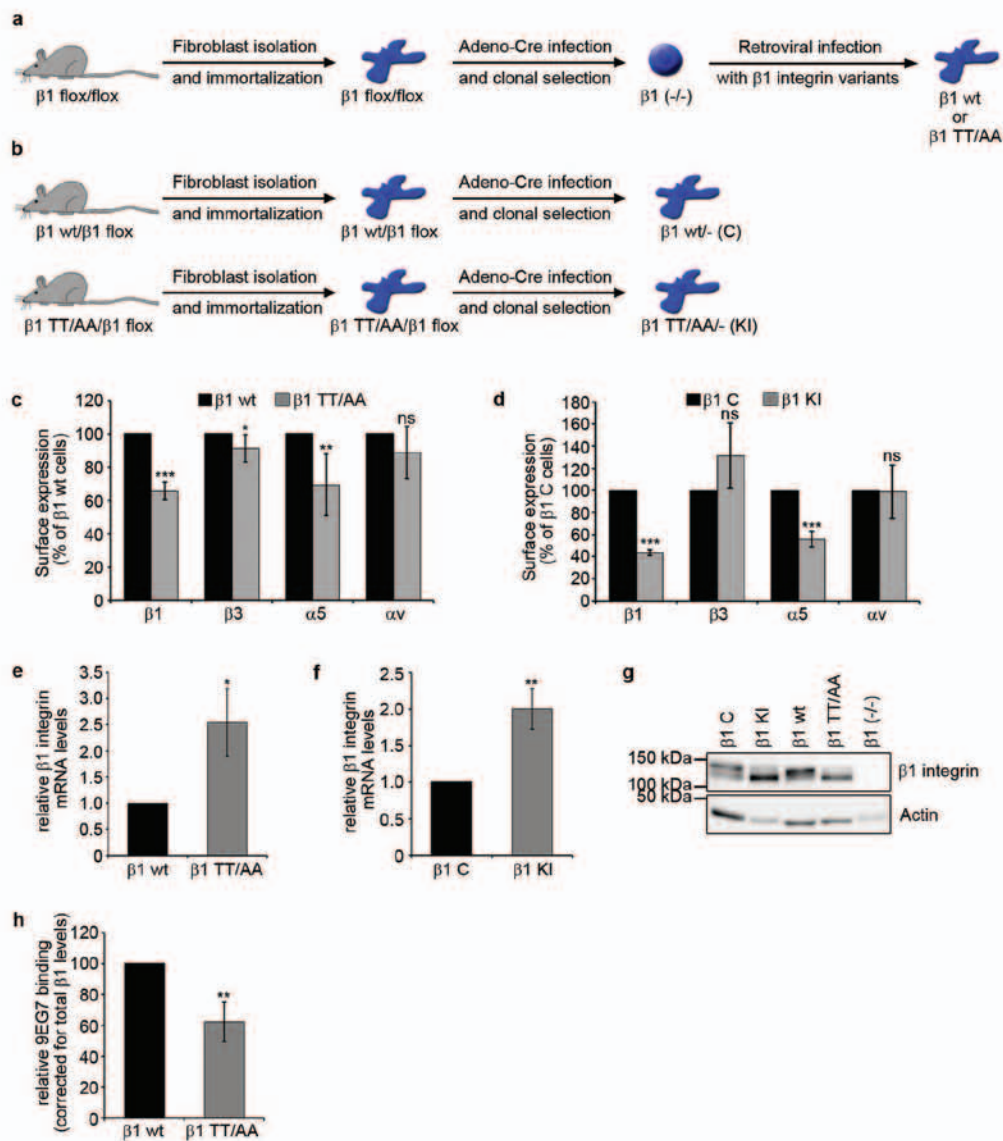 a
Fibroblast isolation
and immortalization
Adeno-Cre infection
and clonal selection
Retroviral infection
with β1 integrin variants
β1 flox/flox
β1 flox/flox
β1 (-/-)
β1 wt
or
β1 TT/AA
b
Fibroblast isolation
and immortalization
Adeno-Cre infection
and clonal selection
β1 wt/β1 flox
β1 wt/β1 flox
β1 wt/- (C)
Fibroblast isolation
and immortalization
Adeno-Cre infection
and clonal selection
β1 TT/AA/β1 flox
β1 TT/AA/β1 flox
β1 TT/AA/- (KI)
c
β1 wt
β1 TT/AA
Surface expression
(% of β1 wt cells)
120
100
80
60
40
20
0
***
*
**
ns
β1
β3
α5
αv
d
β1 C
β1 KI
Surface expression
(% of β1 C cells)
180
160
140
120
100
80
60
40
20
0
***
ns
***
ns
β1
β3
α5
αv
e
relative β1 integrin
mRNA levels
3.5
3.0
2.5
2.0
1.5
1.0
0.5
0
*
β1 wt
β1 TT/AA
f
relative β1 integrin
mRNA levels
2.5
2.0
1.5
1.0
0.5
0
**
β1 C
β1 KI
g
β1 C
β1 KI
β1 wt
β1 TT/AA
β1 (-/-)
150 kDa
100 kDa
50 kDa
β1 integrin
Actin
h
relative 9EG7 binding
(corrected for total β1 levels)
120
100
80
60
40
20
0
**
β1 wt
β1 TT/AA